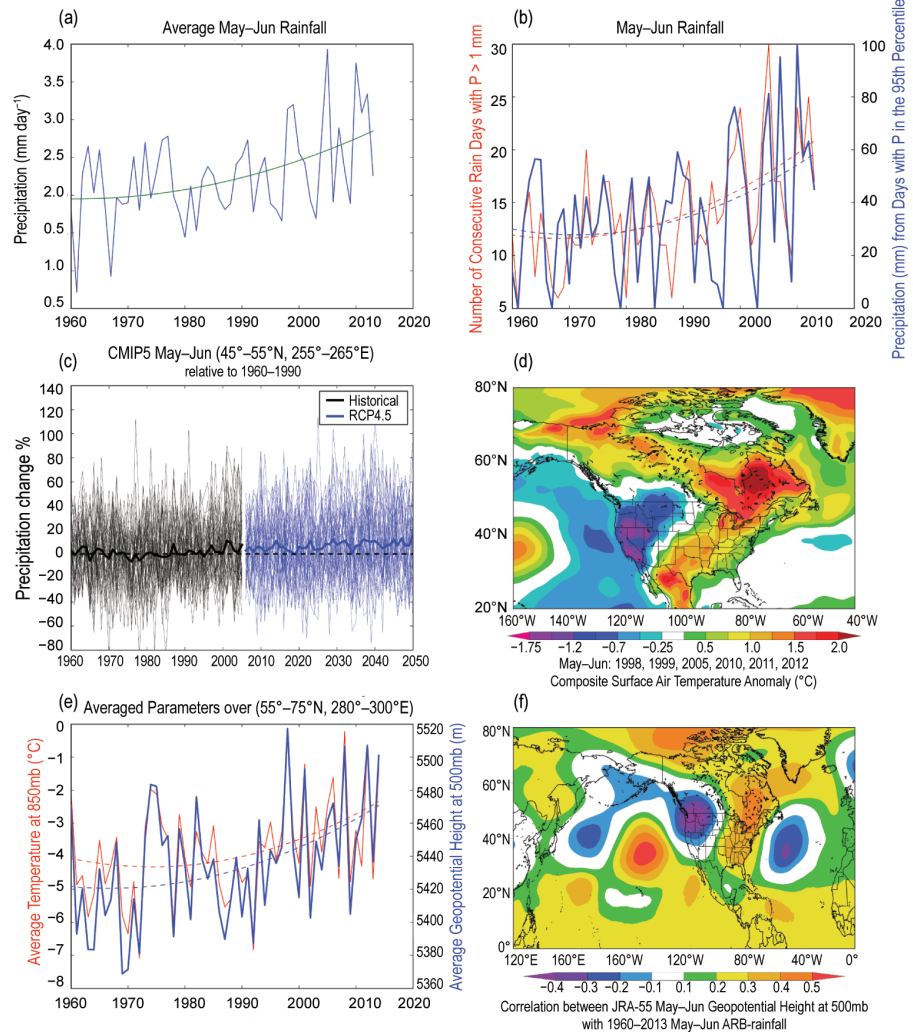 (a)
Average May–Jun Rainfall
Precipitation (mm day⁻¹)
4.0
3.5
3.0
2.5
2.0
1.5
1.0
0.5
1960 1970 1980 1990 2000 2010 2020
(b)
May–Jun Rainfall
Number of Consecutive Rain Days with P > 1 mm
30
25
20
15
10
5
Precipitation (mm) from Days with P in the 95th Percentile
100
80
60
40
20
0
1960 1970 1980 1990 2000 2010 2020
(c)
CMIP5 May–Jun (45°–55°N, 255°–265°E)
relative to 1960–1990
Precipitation change %
140
120
100
80
60
40
20
0
−20
−40
−60
−80
Historical
RCP4.5
1960 1970 1980 1991 2000 2010 2020 2030 2040 2050
(d)
80°N
60°N
40°N
20°N
160°W 140°W 120°W 100°W 80°W 60°W 40°W
−1.75 −1.2 −0.7 −0.25 0.5 1.0 1.5 2.0
May–Jun: 1998, 1999, 2005, 2010, 2011, 2012
Composite Surface Air Temperature Anomaly (°C)
(e)
Averaged Parameters over (55°–75°N, 280°–300°E)
Average Temperature at 850mb (°C)
0
−1
−2
−3
−4
−5
−6
−7
−8
Average Geopotential Height at 500mb (m)
5520
5500
5480
5460
5440
5420
5400
5380
5360
1960 1970 1980 1990 2000 2010 2020
(f)
80°N
60°N
40°N
20°N
0°
120°E 160°E 160°W 120°W 80°W 40°W 0°
−0.4 −0.3 −0.2 0.1 0.1 0.2 0.4 0.5
Correlation between JRA-55 May–Jun Geopotential Height at 500mb
with 1960–2013 May–Jun ARB-rainfall